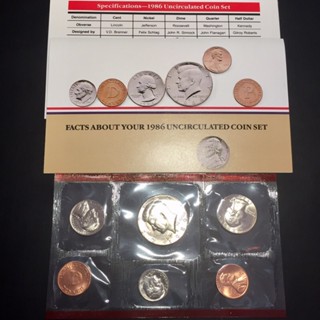 Specifications—1986 Uncirculated Coin Set
Denomination Cent Nickel Dime Quarter Half Dollar
Obverse Lincoln Jefferson Roosevelt Washington Kennedy
Designed by V.D. Brenner Felix Schlag John R. Sinnock John Flanagan Gilroy Roberts
FACTS ABOUT YOUR 1986 UNCIRCULATED COIN SET